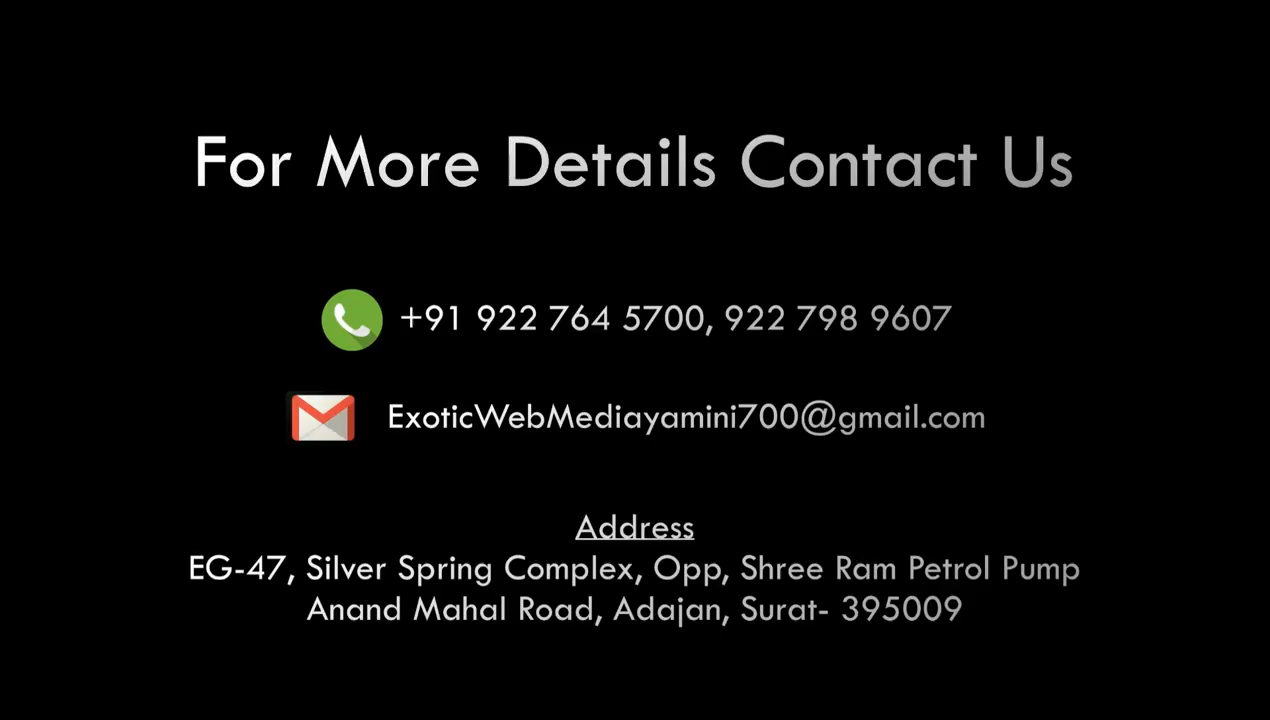 For More Details Contact Us
+91 922 764 5700, 922 798 9607
ExoticWebMediayamini700@gmail.com
Address
EG-47, Silver Spring Complex, Opp, Shree Ram Petrol Pump
Anand Mahal Road, Adajan, Surat- 395009